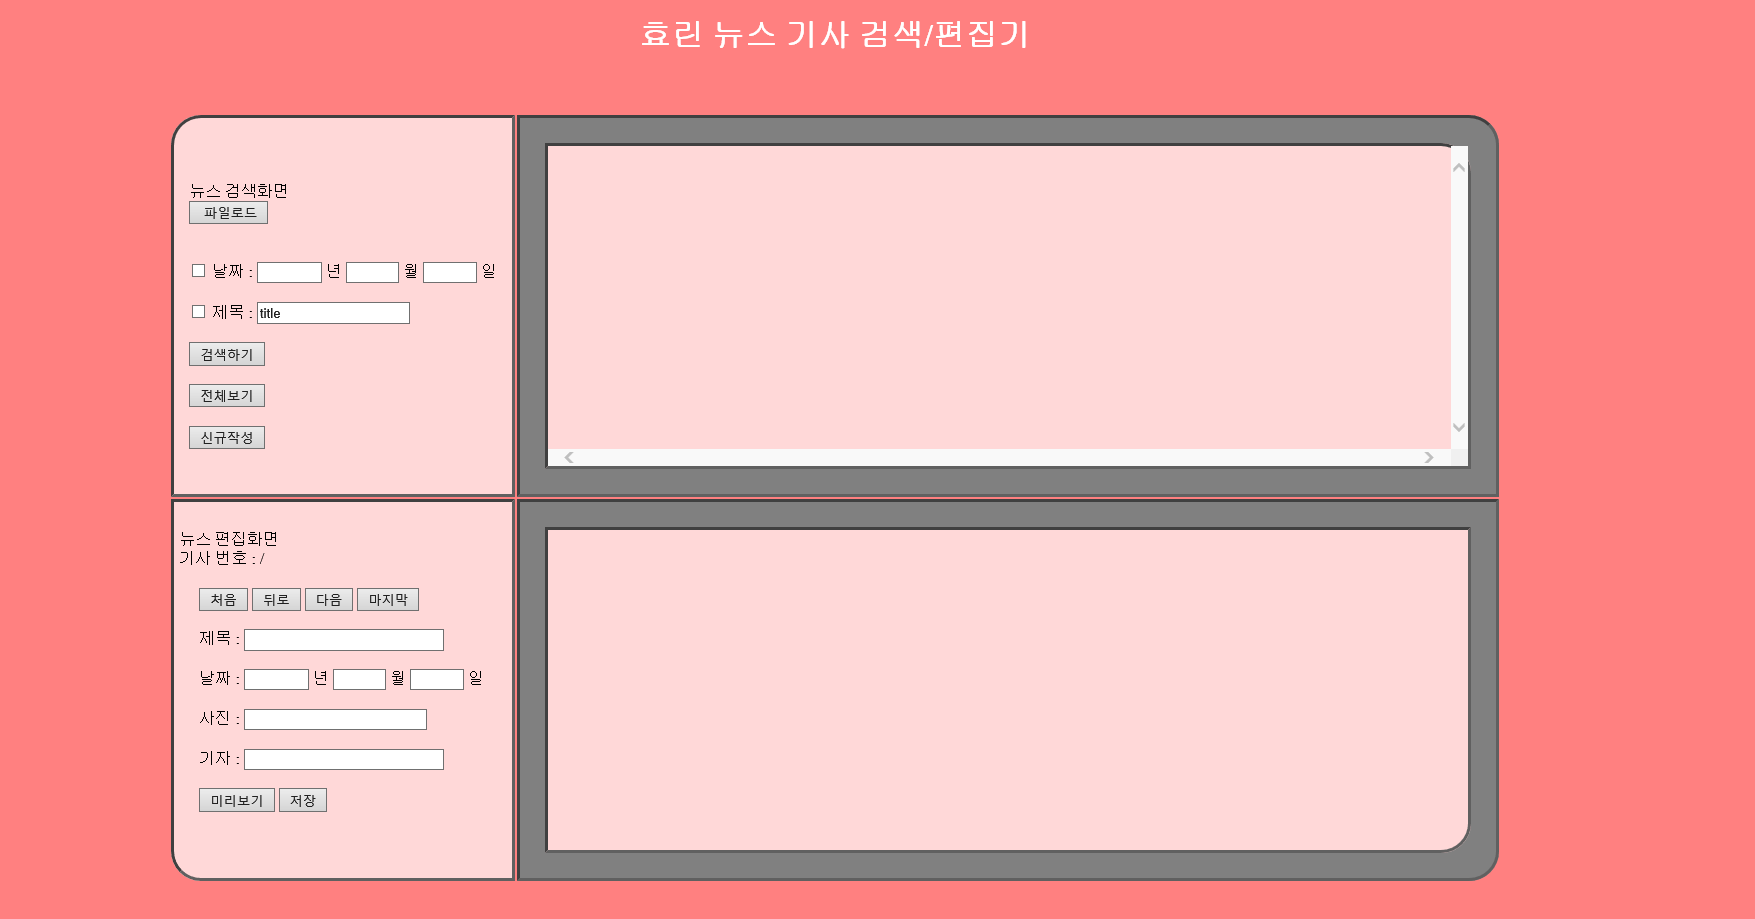 효린 뉴스 기사 검색/편집기
뉴스 검색화면
파일로드
날짜 : 년 월 일
제목 : title
검색하기
전체보기
신규작성
뉴스 편집화면
기사 번호 : /
처음 뒤로 다음 마지막
제목 :
날짜 : 년 월 일
사진 :
기자 :
미리보기 저장